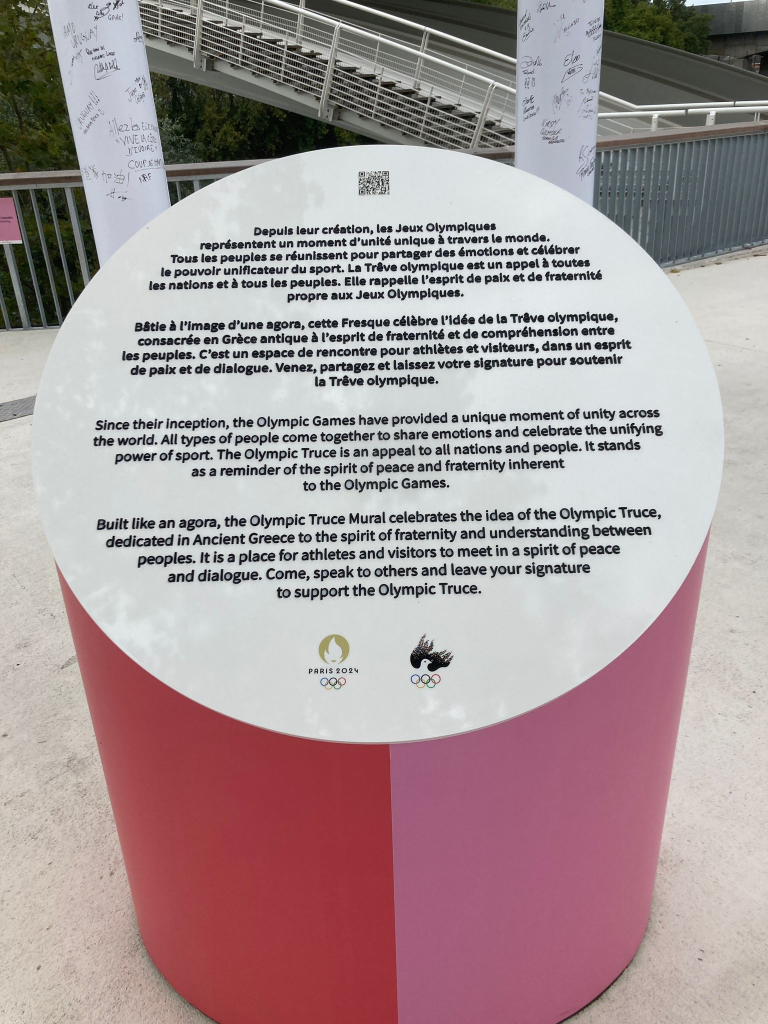 URUGUAY
Allez les ELEPHANTS
VIVE LA CÔTE
D'IVOIRE
Depuis leur création, les Jeux Olympiques
représentent un moment d'unité unique à travers le monde.
Tous les peuples se réunissent pour partager des émotions et célébrer
le pouvoir unificateur du sport. La Trêve olympique est un appel à toutes
les nations et à tous les peuples. Elle rappelle l'esprit de paix et de fraternité
propre aux Jeux Olympiques.
Bâtie à l'image d'une agora, cette Fresque célèbre l'idée de la Trêve olympique,
consacrée en Grèce antique à l'esprit de fraternité et de compréhension entre
les peuples. C'est un espace de rencontre pour athlètes et visiteurs, dans un esprit
de paix et de dialogue. Venez, partagez et laissez votre signature pour soutenir
la Trêve olympique.
Since their inception, the Olympic Games have provided a unique moment of unity across
the world. All types of people come together to share emotions and celebrate the unifying
power of sport. The Olympic Truce is an appeal to all nations and people. It stands
as a reminder of the spirit of peace and fraternity inherent
to the Olympic Games.
Built like an agora, the Olympic Truce Mural celebrates the idea of the Olympic Truce,
dedicated in Ancient Greece to the spirit of fraternity and understanding between
peoples. It is a place for athletes and visitors to meet in a spirit of peace
and dialogue. Come, speak to others and leave your signature
to support the Olympic Truce.
PARIS 2024